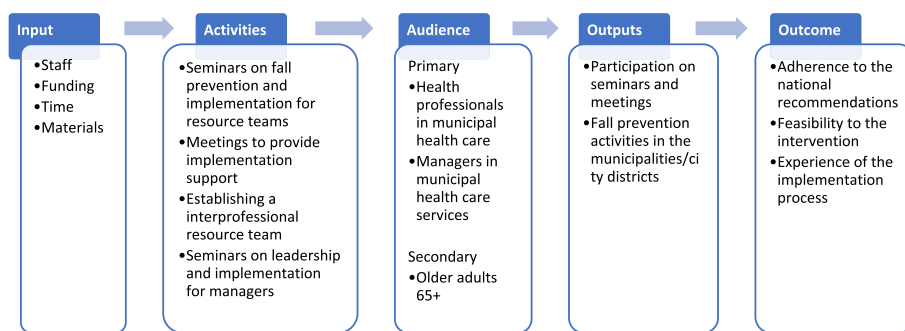 Input
•Staff
•Funding
•Time
•Materials
Activities
•Seminars on fall
prevention and
implementation for
resource teams
•Meetings to provide
implementation
support
•Establishing a
interprofessional
resource team
•Seminars on leadership
and implementation
for managers
Audience
Primary
•Health
professionals
in municipal
health care
•Managers in
municipal
health care
services
Secondary
•Older adults
65+
Outputs
•Participation on
seminars and
meetings
•Fall prevention
activities in the
municipalities/ci
ty districts
Outcome
•Adherence to the
national
recommendations
•Feasibility to the
intervention
•Experience of the
implementation
process